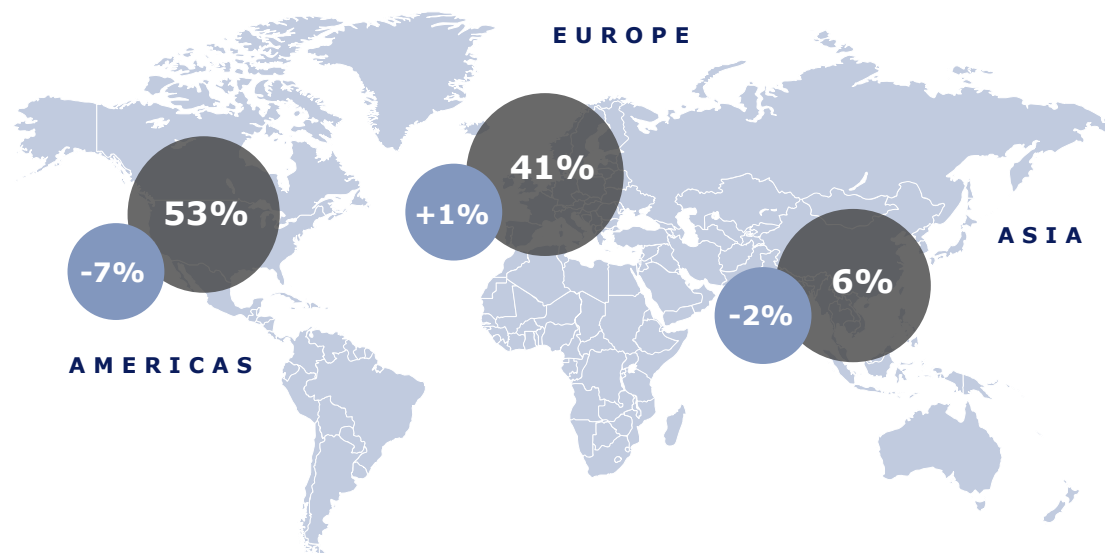 EUROPE
41%
+1%
53%
-7%
AMERICAS
ASIA
6%
-2%